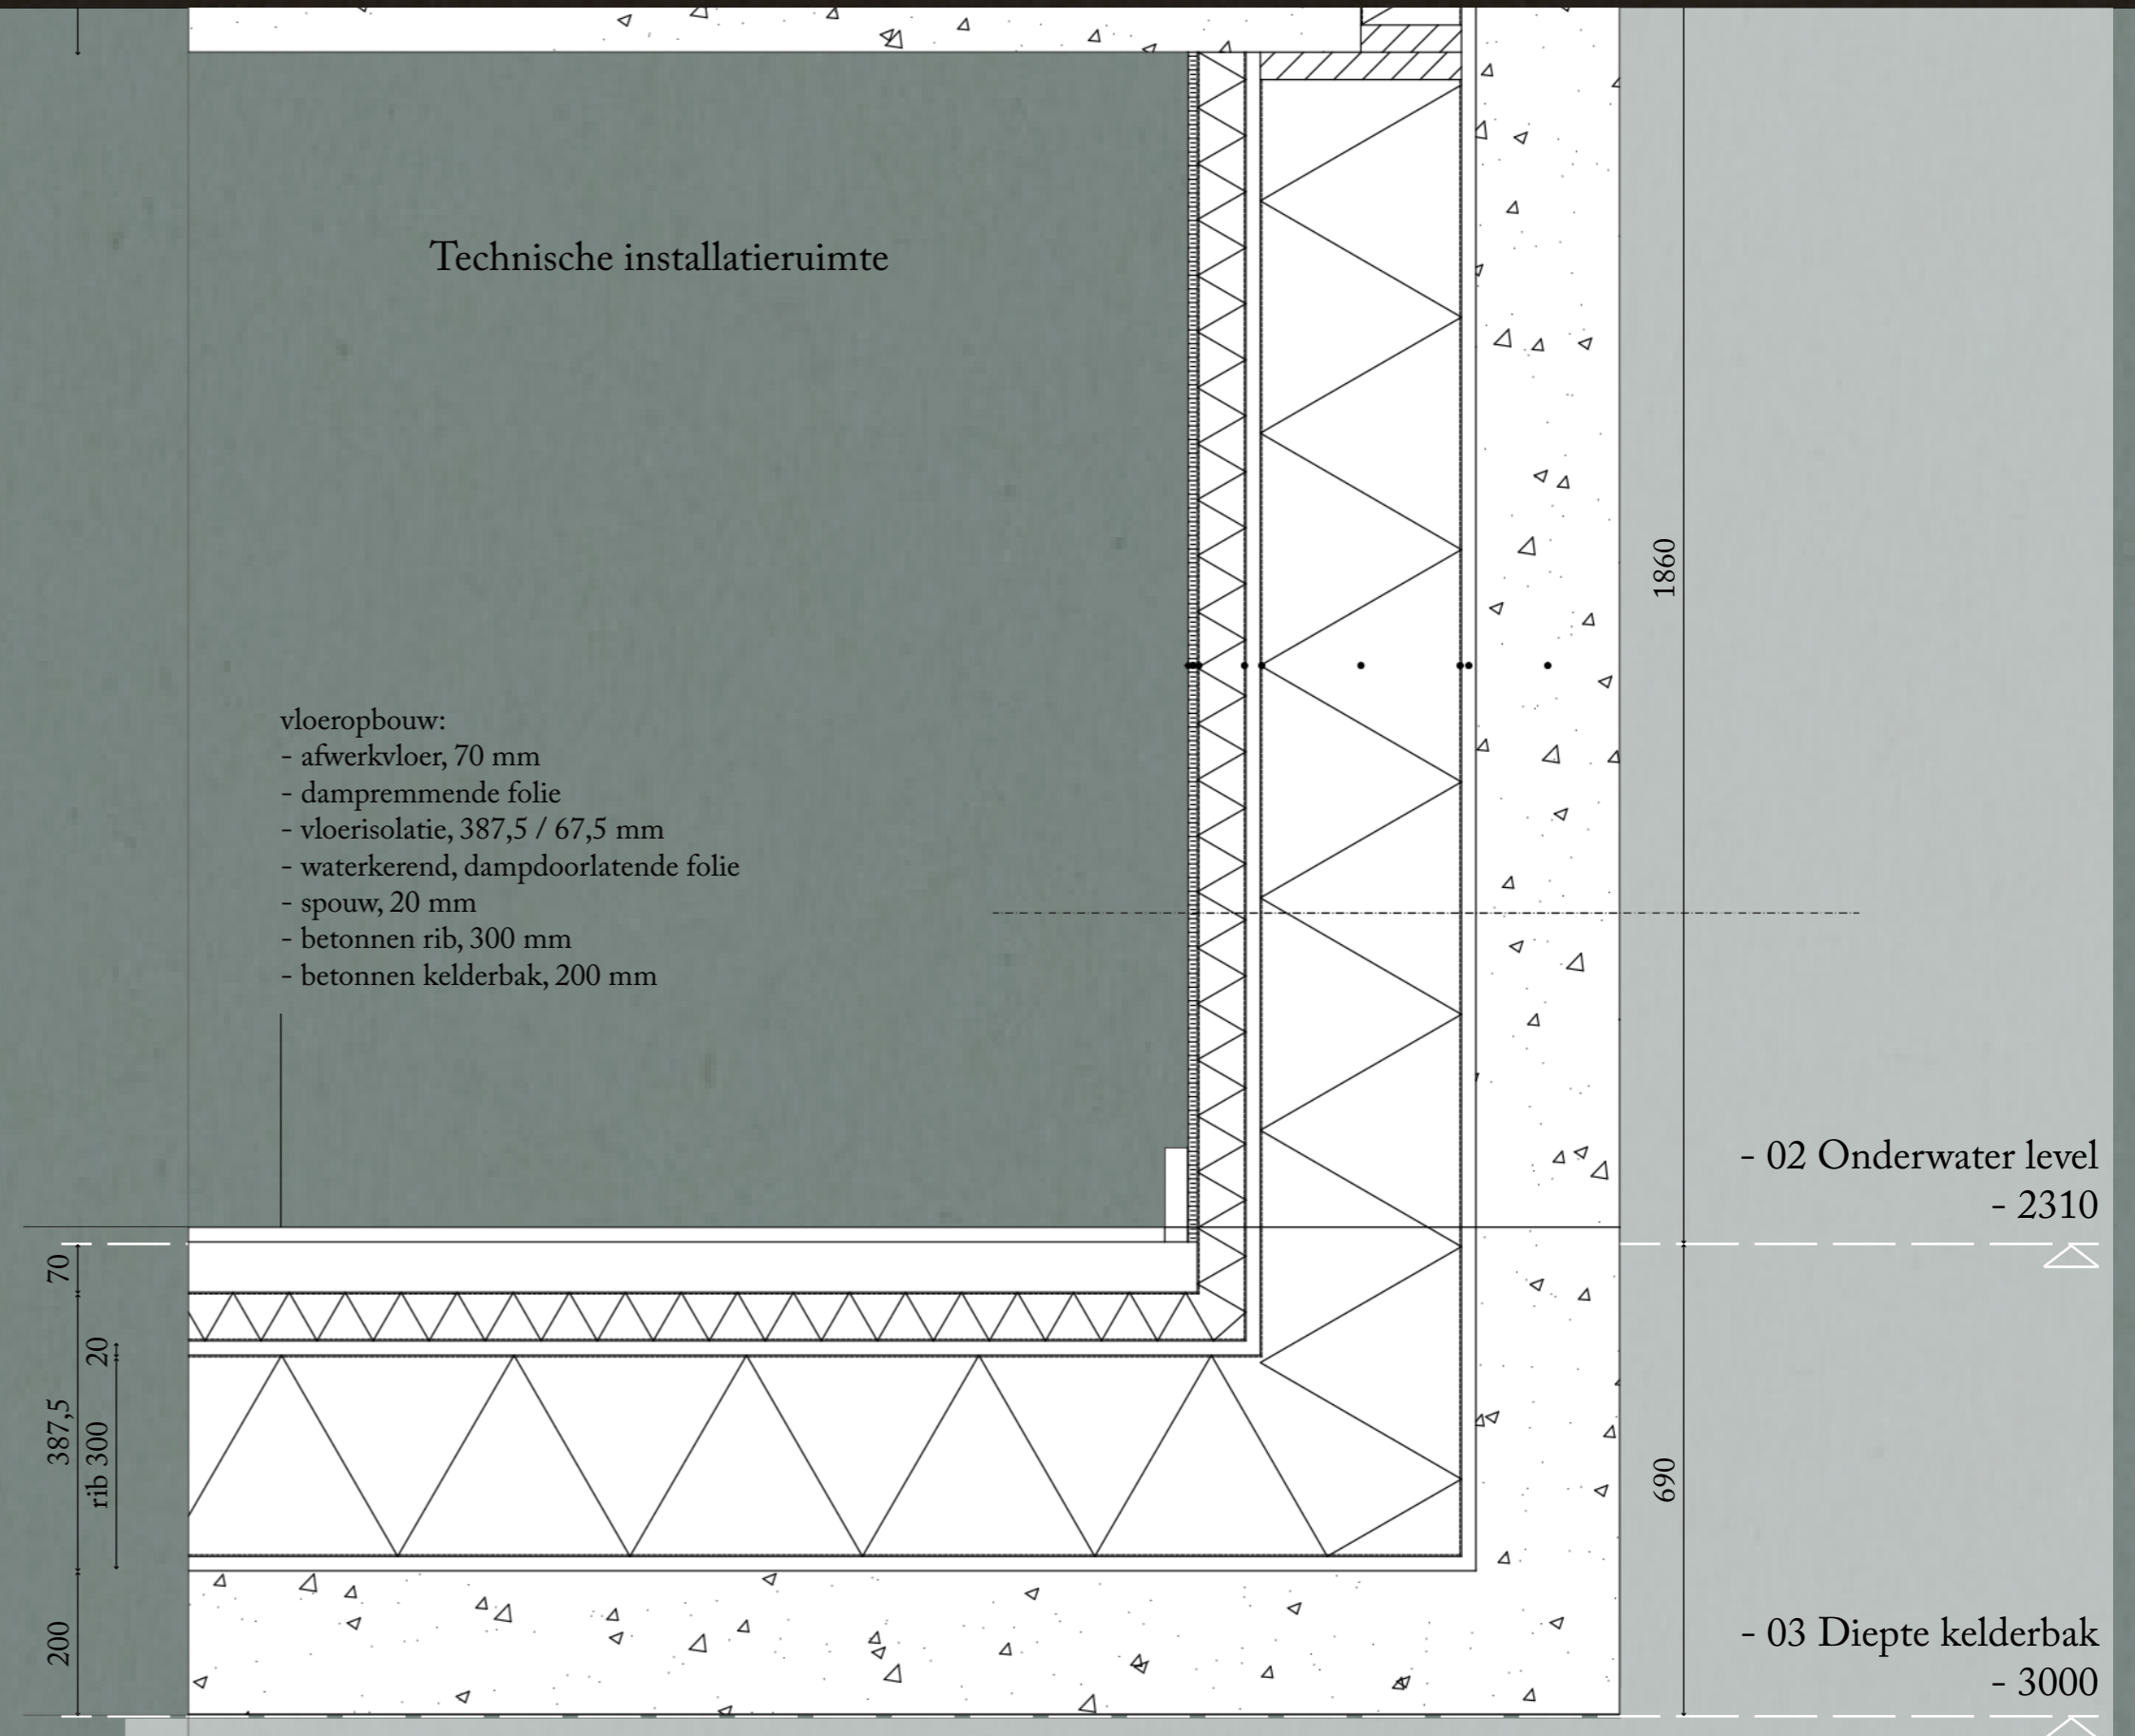 Technische installatieruimte
1860
vloeropbouw:
- afwerkvloer, 70 mm
- dampremmende folie
- vloerisolatie, 387,5 / 67,5 mm
- waterkerend, dampdoorlatende folie
- spouw, 20 mm
- betonnen rib, 300 mm
- betonnen kelderbak, 200 mm
- 02 Onderwater level
- 2310
70
20
387,5
rib 300
690
200
- 03 Diepte kelderbak
- 3000